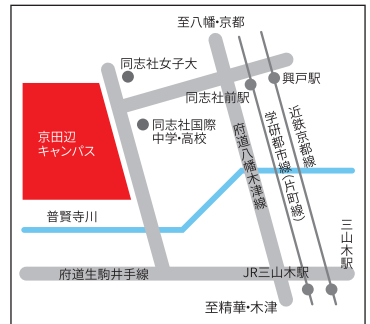 至八幡・京都
同志社女子大
興戸駅
同志社前駅
京田辺
キャンパス
同志社国際
中学・高校
府道八幡木津線
学研都市線(片町線)
近鉄京都線
普賢寺川
三山木駅
府道生駒井手線
JR三山木駅
至精華・木津